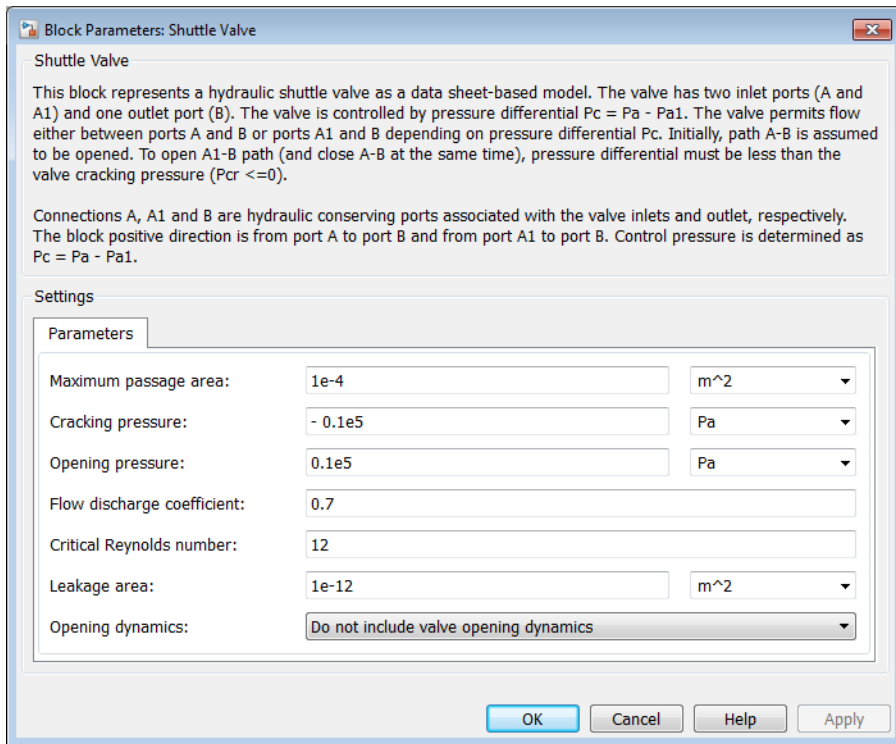 Block Parameters: Shuttle Valve
Shuttle Valve
This block represents a hydraulic shuttle valve as a data sheet-based model. The valve has two inlet ports (A and
A1) and one outlet port (B). The valve is controlled by pressure differential Pc = Pa - Pa1. The valve permits flow
either between ports A and B or ports A1 and B depending on pressure differential Pc. Initially, path A-B is assumed
to be opened. To open A1-B path (and close A-B at the same time), pressure differential must be less than the
valve cracking pressure (Pcr <=0).
Connections A, A1 and B are hydraulic conserving ports associated with the valve inlets and outlet, respectively.
The block positive direction is from port A to port B and from port A1 to port B. Control pressure is determined as
Pc = Pa - Pa1.
Settings
Parameters
Maximum passage area: 1e-4 m^2
Cracking pressure: - 0.1e5 Pa
Opening pressure: 0.1e5 Pa
Flow discharge coefficient: 0.7
Critical Reynolds number: 12
Leakage area: 1e-12 m^2
Opening dynamics: Do not include valve opening dynamics
OK Cancel Help Apply